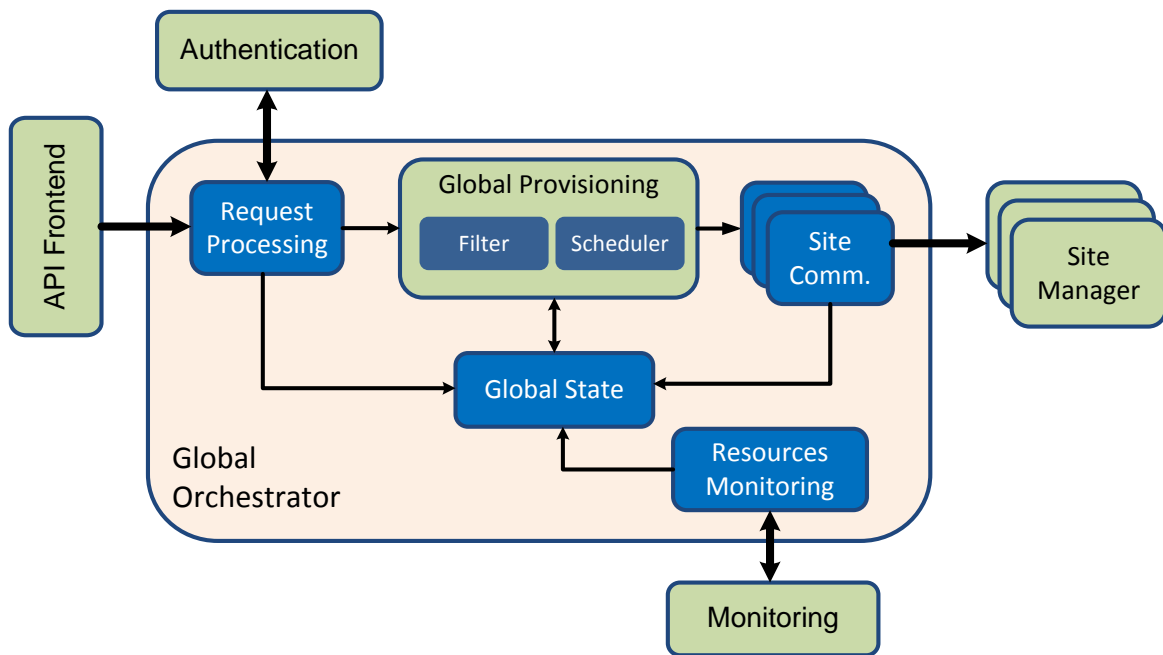 Authentication
API Frontend
Request
Processing
Global Provisioning
Filter
Scheduler
Site
Comm.
Site
Manager
Global State
Global
Orchestrator
Resources
Monitoring
Monitoring